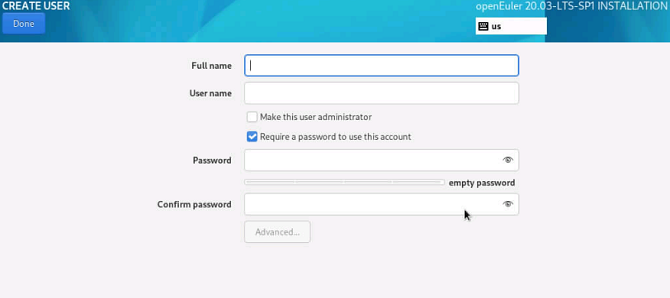 CREATE USER
openEuler 20.03-LTS-SP1 INSTALLATION
Done
us
Full name
User name
Make this user administrator
Require a password to use this account
Password
empty password
Confirm password
Advanced...